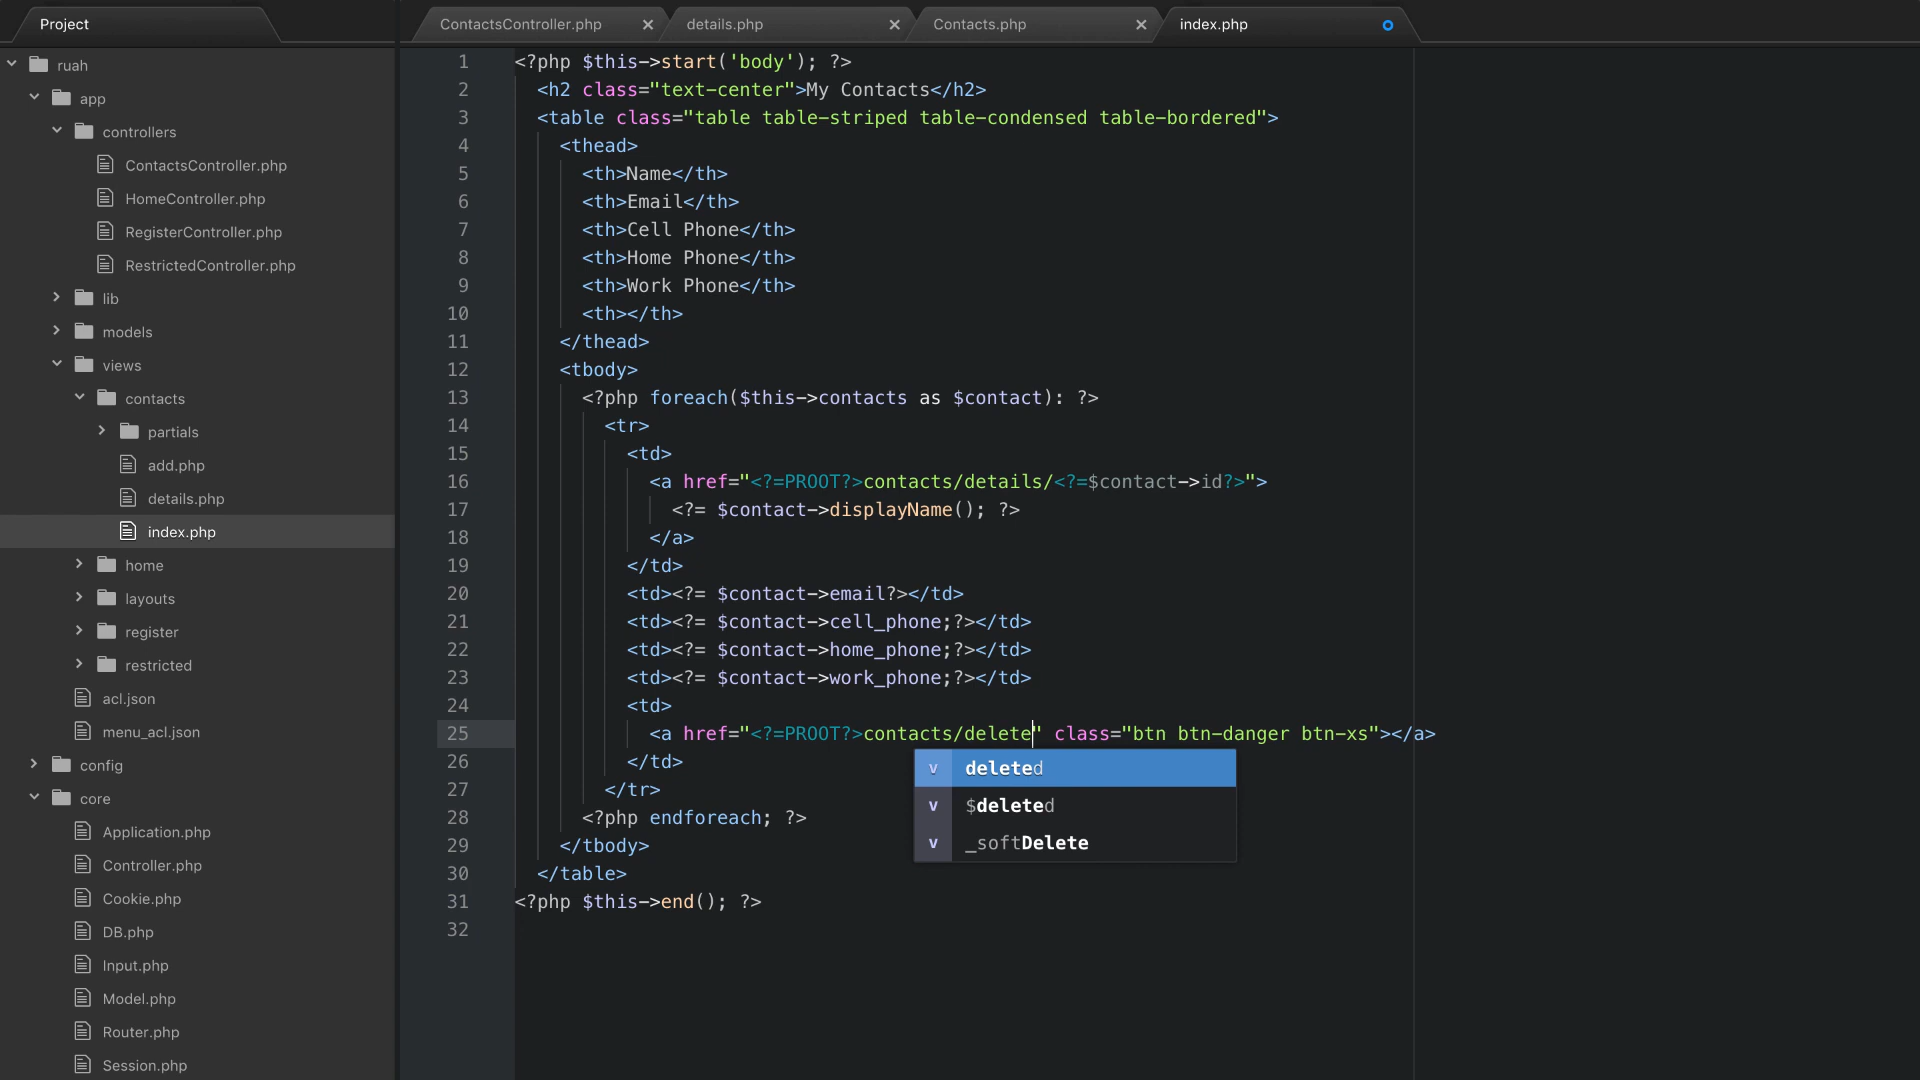 Project
ruah
app
controllers
ContactsController.php
HomeController.php
RegisterController.php
RestrictedController.php
lib
models
views
contacts
partials
add.php
details.php
index.php
home
layouts
register
restricted
acl.json
menu_acl.json
config
core
Application.php
Controller.php
Cookie.php
DB.php
Input.php
Model.php
Router.php
Session.php
ContactsController.php
details.php
Contacts.php
index.php
1 <?php $this->start('body'); ?>
2 <h2 class="text-center">My Contacts</h2>
3 <table class="table table-striped table-condensed table-bordered">
4 <thead>
5 <th>Name</th>
6 <th>Email</th>
7 <th>Cell Phone</th>
8 <th>Home Phone</th>
9 <th>Work Phone</th>
10 <th></th>
11 </thead>
12 <tbody>
13 <?php foreach($this->contacts as $contact): ?>
14 <tr>
15 <td>
16 <a href="<?=PROOT?>contacts/details/<?=$contact->id?>">
17 <?= $contact->displayName(); ?>
18 </a>
19 </td>
20 <td><?= $contact->email?></td>
21 <td><?= $contact->cell_phone;?></td>
22 <td><?= $contact->home_phone;?></td>
23 <td><?= $contact->work_phone;?></td>
24 <td>
25 <a href="<?=PROOT?>contacts/delete" class="btn btn-danger btn-xs"></a>
26 </td>
27 </tr>
28 <?php endforeach; ?>
29 </tbody>
30 </table>
31 <?php $this->end(); ?>
32
v deleted
v $deleted
v _softDelete